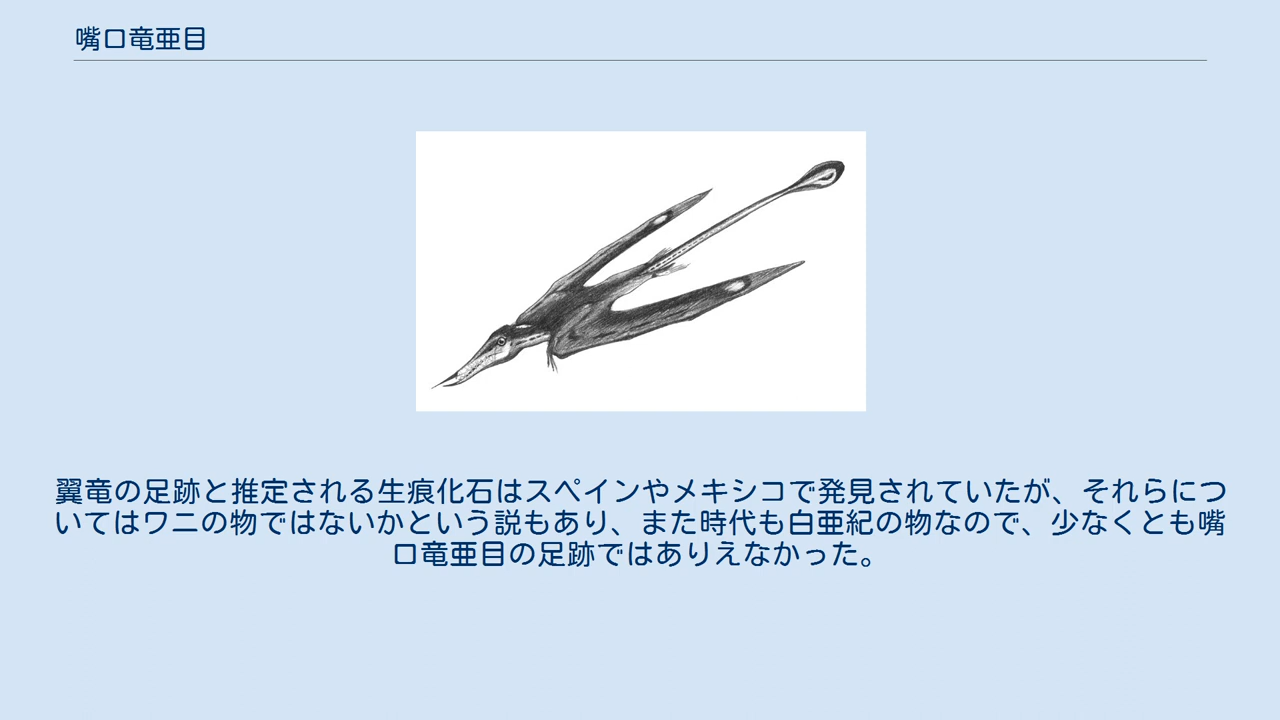 嘴口竜亜目
翼竜の足跡と推定される生痕化石はスペインやメキシコで発見されていたが、それらにつ
いてはワニの物ではないかという説もあり、また時代も白亜紀の物なので、少なくとも嘴
口竜亜目の足跡ではありえなかった。